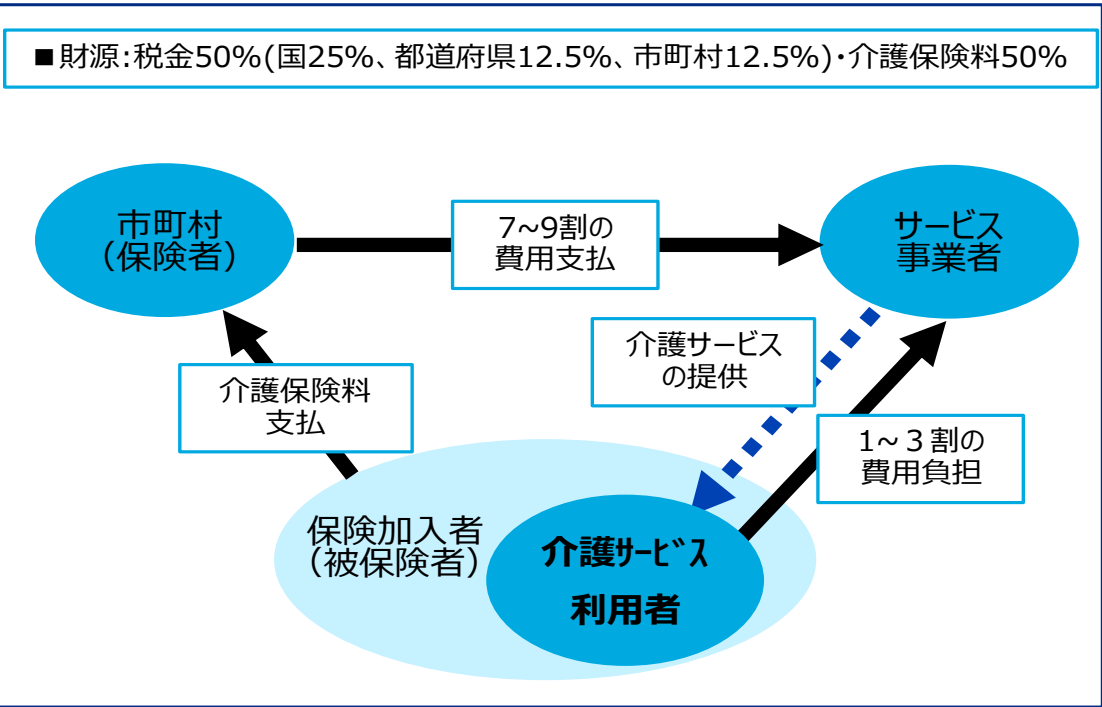 ■財源:税金50%(国25%、都道府県12.5%、市町村12.5%)・介護保険料50%
市町村
（保険者）
7~9割の
費用支払
サービス
事業者
介護サービス
の提供
介護保険料
支払
1~３割の
費用負担
保険加入者
（被保険者）
介護ｻｰﾋﾞｽ
利用者